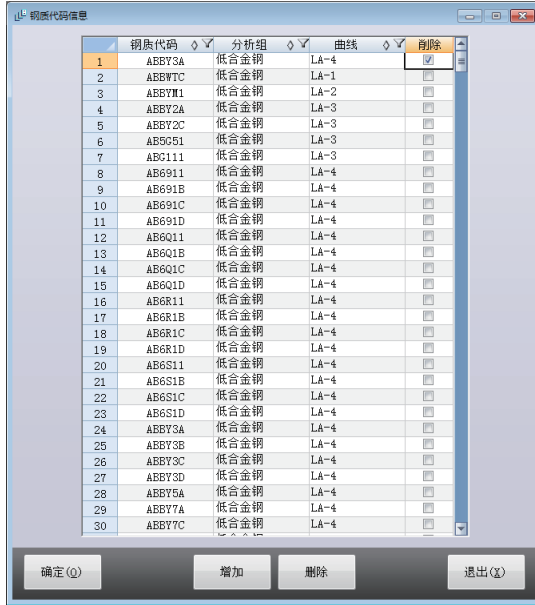 钢质代码信息
钢质代码 分析组 曲线 削除
1 ABBY3A 低合金钢 LA-4
2 ABBWTC 低合金钢 LA-1
3 ABBYM1 低合金钢 LA-2
4 ABBY2A 低合金钢 LA-3
5 ABBY2C 低合金钢 LA-3
6 AB5G51 低合金钢 LA-3
7 ABG111 低合金钢 LA-3
8 AB6911 低合金钢 LA-4
9 AB691B 低合金钢 LA-4
10 AB691C 低合金钢 LA-4
11 AB691D 低合金钢 LA-4
12 AB6Q11 低合金钢 LA-4
13 AB6Q1B 低合金钢 LA-4
14 AB6Q1C 低合金钢 LA-4
15 AB6Q1D 低合金钢 LA-4
16 AB6R11 低合金钢 LA-4
17 AB6R1B 低合金钢 LA-4
18 AB6R1C 低合金钢 LA-4
19 AB6R1D 低合金钢 LA-4
20 AB6S11 低合金钢 LA-4
21 AB6S1B 低合金钢 LA-4
22 AB6S1C 低合金钢 LA-4
23 AB6S1D 低合金钢 LA-4
24 ABBY3A 低合金钢 LA-4
25 ABBY3B 低合金钢 LA-4
26 ABBY3C 低合金钢 LA-4
27 ABBY3D 低合金钢 LA-4
28 ABBY5A 低合金钢 LA-4
29 ABBY7A 低合金钢 LA-4
30 ABBY7C 低合金钢 LA-4
确定(O) 增加 删除 退出(X)